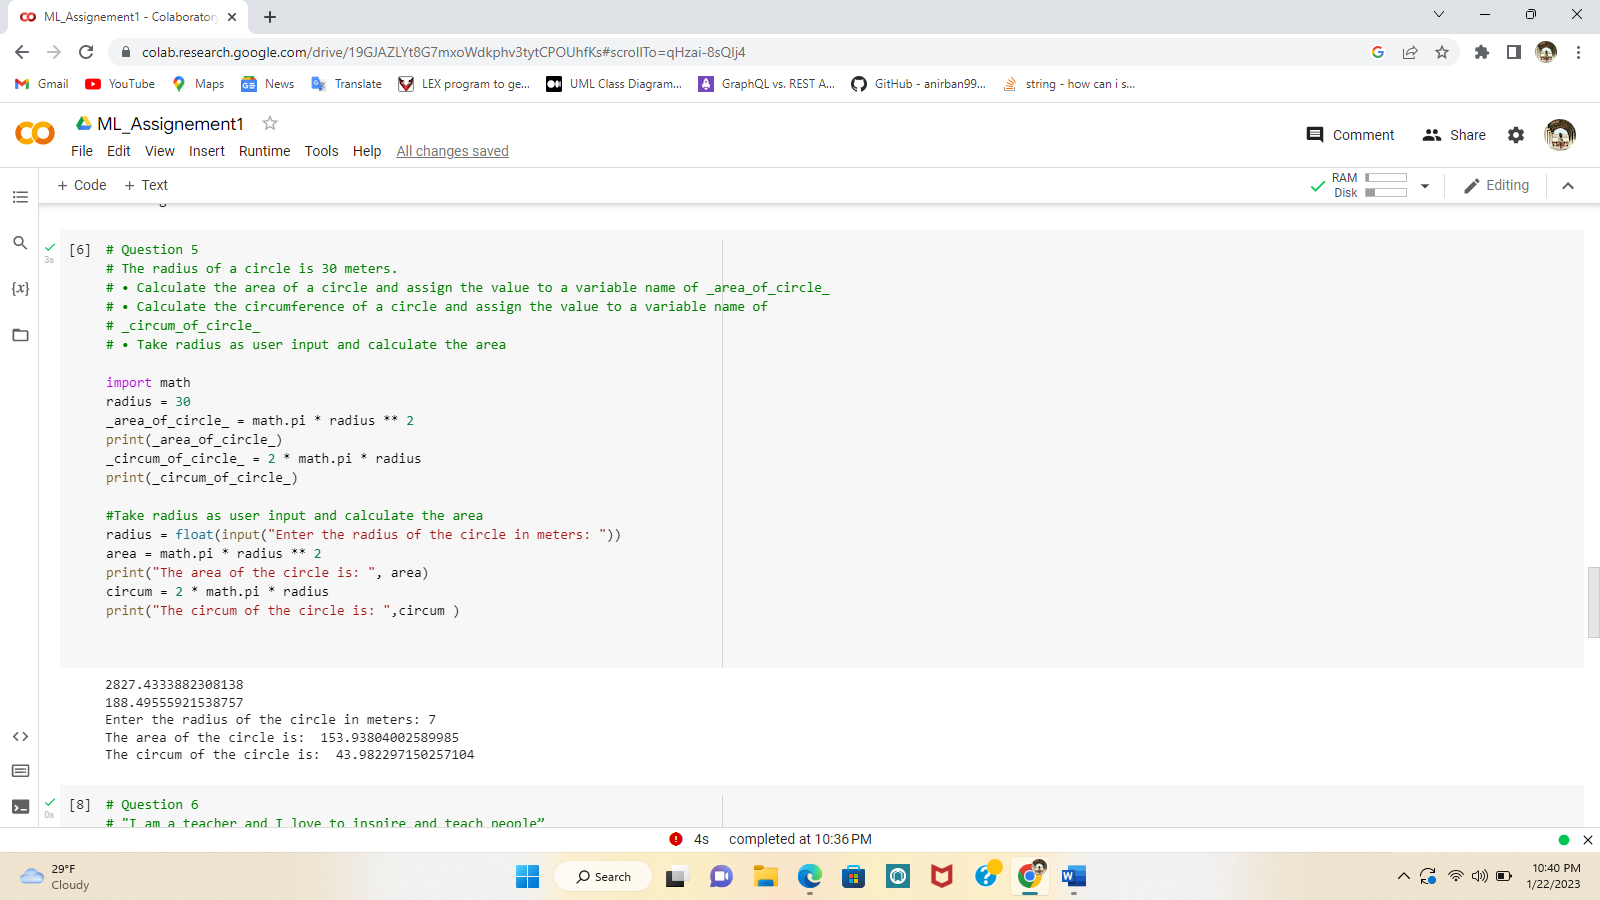 ML_Assignement1 - Colaboratory
colab.research.google.com/drive/19GJAZLYt8G7mxoWdkphv3tytCPOUhfKs#scrollTo=qHzai-8sQlj4
Gmail YouTube Maps News Translate LEX program to ge... UML Class Diagram... GraphQL vs. REST A... GitHub - anirban99... string - how can i s...
ML_Assignement1
File Edit View Insert Runtime Tools Help All changes saved
Comment Share
+ Code + Text
RAM
Disk
Editing
[6] # Question 5
3s
# The radius of a circle is 30 meters.
# • Calculate the area of a circle and assign the value to a variable name of _area_of_circle_
# • Calculate the circumference of a circle and assign the value to a variable name of
# _circum_of_circle_
# • Take radius as user input and calculate the area
import math
radius = 30
_area_of_circle_ = math.pi * radius ** 2
print(_area_of_circle_)
_circum_of_circle_ = 2 * math.pi * radius
print(_circum_of_circle_)
#Take radius as user input and calculate the area
radius = float(input("Enter the radius of the circle in meters: "))
area = math.pi * radius ** 2
print("The area of the circle is: ", area)
circum = 2 * math.pi * radius
print("The circum of the circle is: ",circum )
2827.4333882308138
188.49555921538757
Enter the radius of the circle in meters: 7
The area of the circle is:  153.93804002589985
The circum of the circle is:  43.982297150257104
[8] # Question 6
0s
# "I am a teacher and I love to inspire and teach people”
4s completed at 10:36 PM
29°F
Cloudy
Search
10:40 PM
1/22/2023